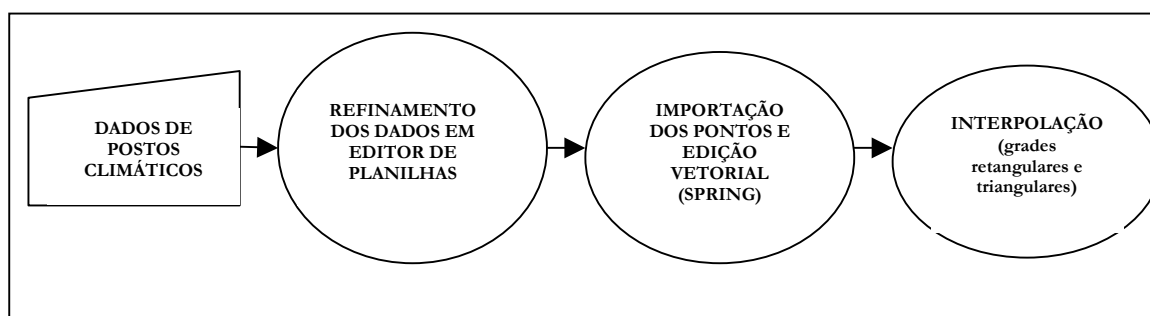 DADOS DE
POSTOS
CLIMÁTICOS
REFINAMENTO
DOS DADOS EM
EDITOR DE
PLANILHAS
IMPORTAÇÃO
DOS PONTOS E
EDIÇÃO
VETORIAL
(SPRING)
INTERPOLAÇÃO
(grades
retangulares e
triangulares)